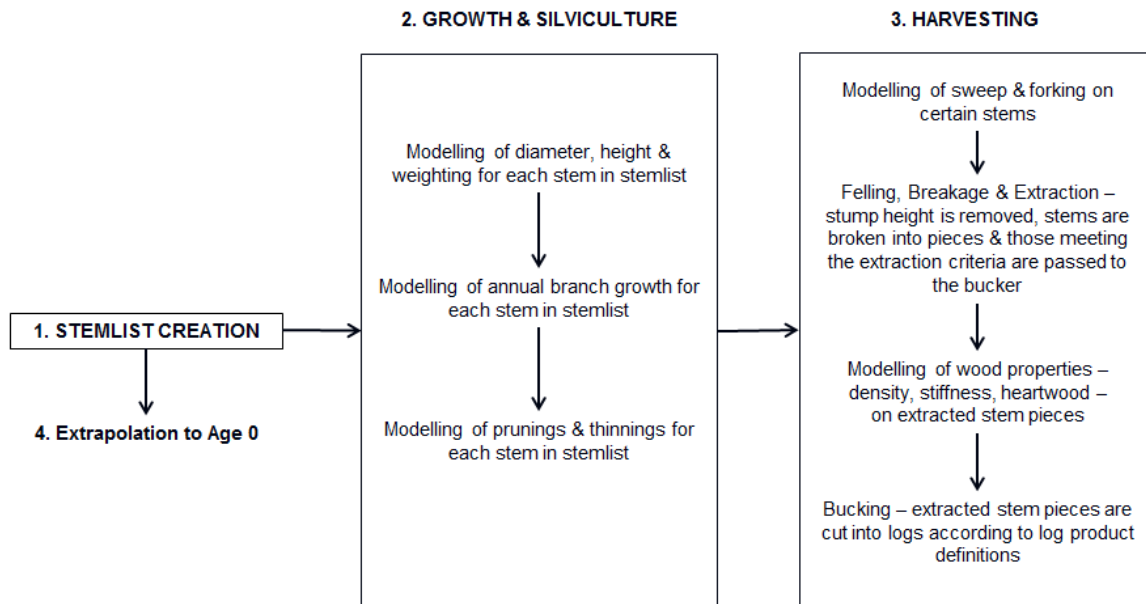 2. GROWTH & SILVICULTURE
3. HARVESTING
1. STEMLIST CREATION
4. Extrapolation to Age 0
Modelling of diameter, height &
weighting for each stem in stemlist
Modelling of annual branch growth for
each stem in stemlist
Modelling of prunings & thinnings for
each stem in stemlist
Modelling of sweep & forking on
certain stems
Felling, Breakage & Extraction –
stump height is removed, stems are
broken into pieces & those meeting
the extraction criteria are passed to
the bucker
Modelling of wood properties –
density, stiffness, heartwood –
on extracted stem pieces
Bucking – extracted stem pieces are
cut into logs according to log product
definitions